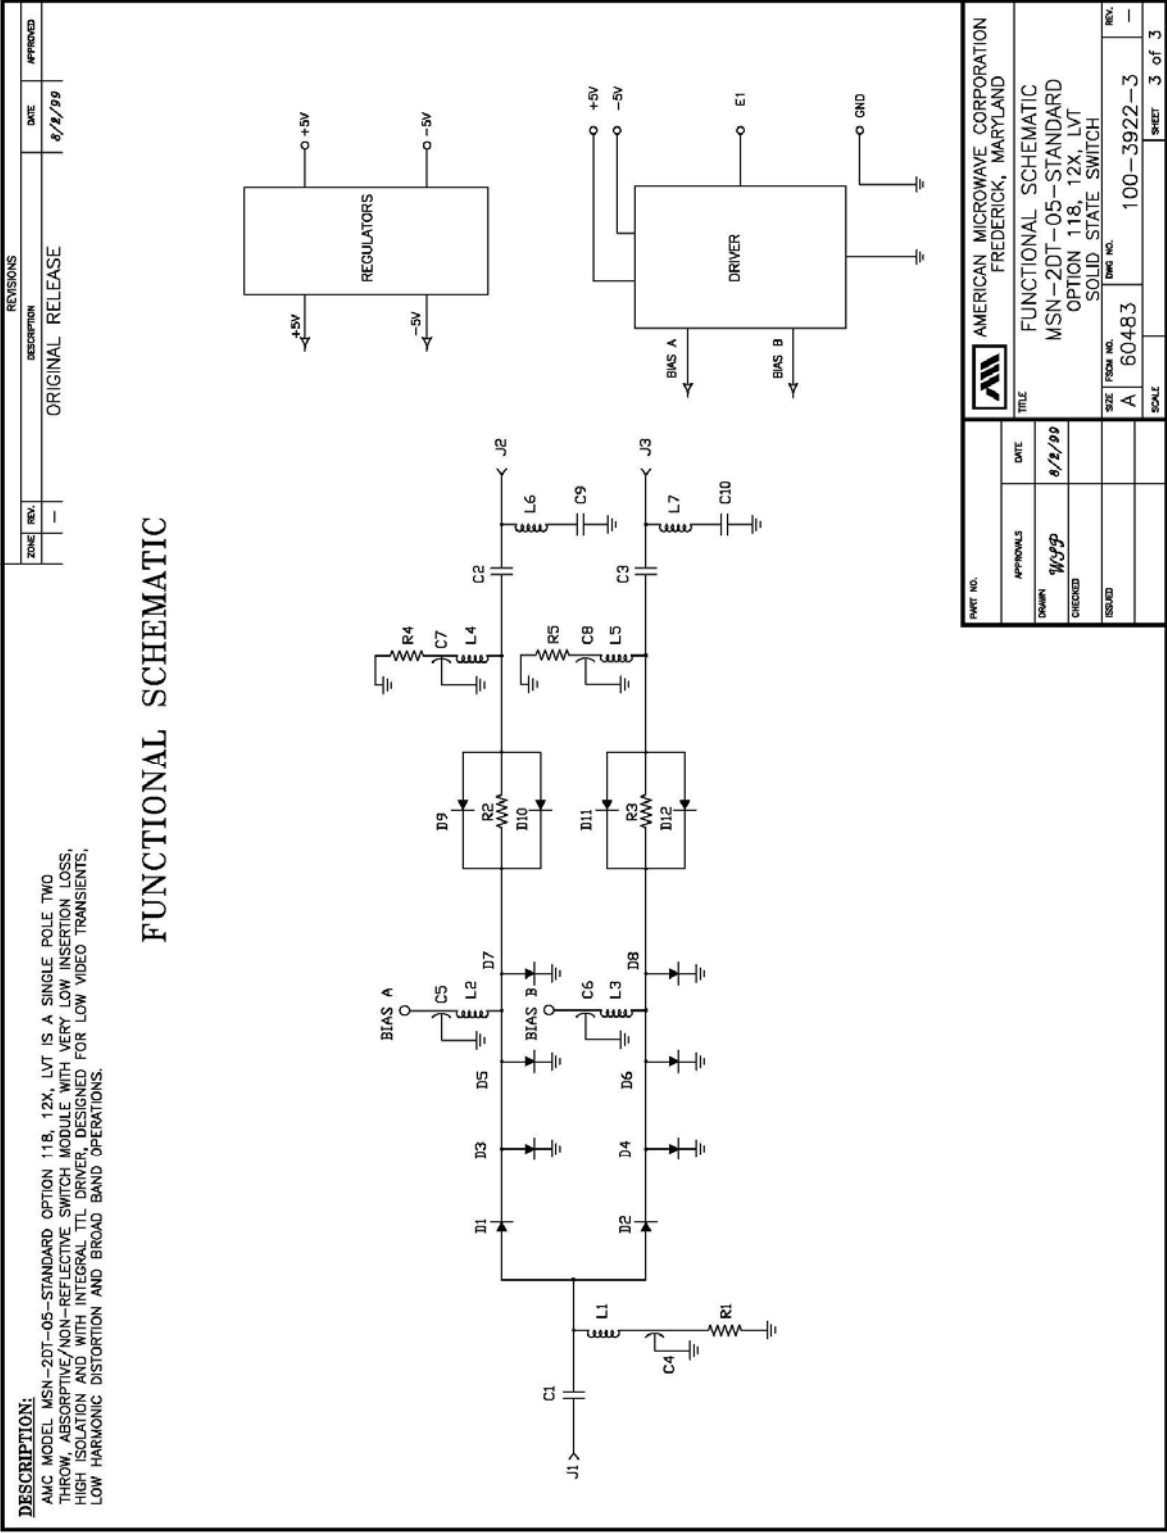 DESCRIPTION:
AMC MODEL MSN-2DT-05-STANDARD OPTION 118, 12X, LVT IS A SINGLE POLE TWO
THROW, ABSORPTIVE/NON-REFLECTIVE SWITCH MODULE WITH VERY LOW INSERTION LOSS,
HIGH ISOLATION AND WITH INTEGRAL TTL DRIVER, DESIGNED FOR LOW VIDEO TRANSIENTS,
LOW HARMONIC DISTORTION AND BROAD BAND OPERATIONS.
REVISIONS
ZONE REV. DESCRIPTION DATE APPROVED
— ORIGINAL RELEASE 8/2/99
FUNCTIONAL SCHEMATIC
J1
C1
L1
C4
R1
D1
D3
D5
BIAS A
C5
L2
D7
D9
R2
D10
R4
C7
L4
C2
L6
C9
J2
D2
D4
D6
BIAS B
C6
L3
D8
D11
R3
D12
R5
C8
L5
C3
L7
C10
J3
+5V
-5V
REGULATORS
+5V
-5V
BIAS A
BIAS B
DRIVER
+5V
-5V
E1
GND
PART NO.
APPROVALS DATE
DRAWN WSP 8/2/99
CHECKED
ISSUED
AMERICAN MICROWAVE CORPORATION
FREDERICK, MARYLAND
TITLE
FUNCTIONAL SCHEMATIC
MSN-2DT-05-STANDARD
OPTION 118, 12X, LVT
SOLID STATE SWITCH
SIZE A
FSCM NO. 60483
DWG NO. 100-3922-3
REV. —
SCALE
SHEET 3 of 3